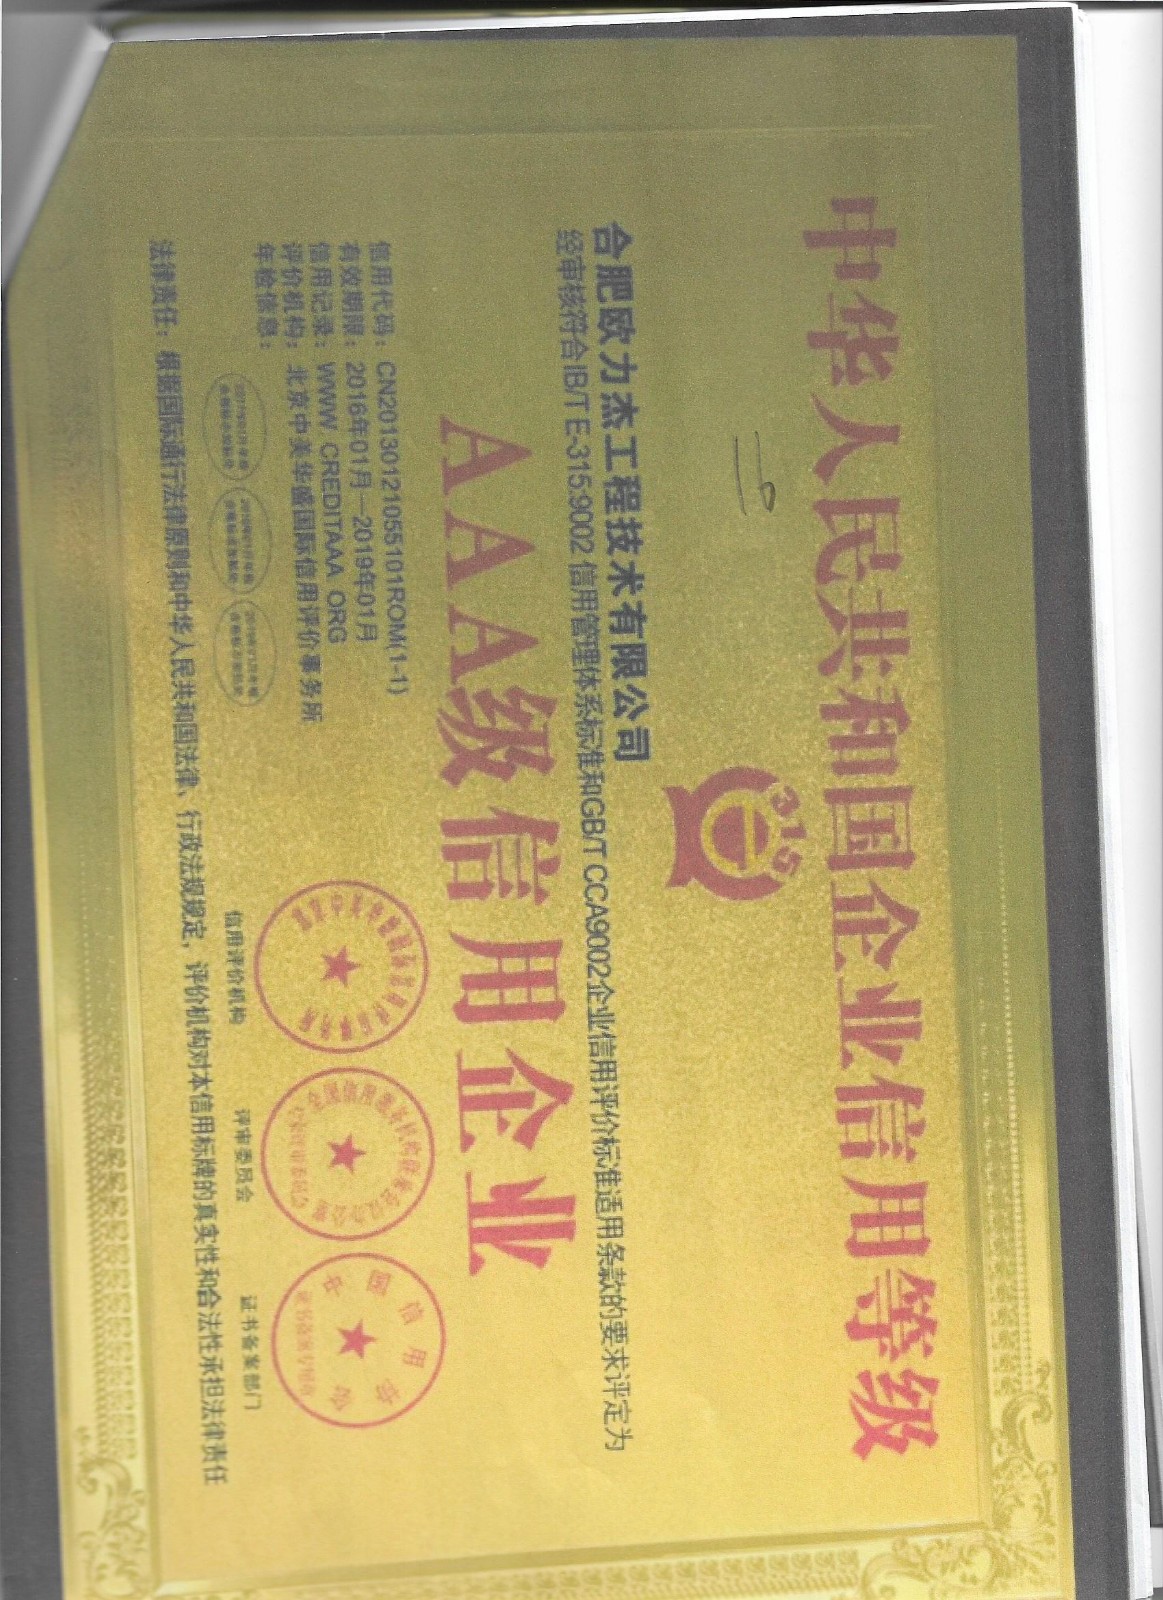 中华人民共和国企业信用等级
315
合肥欧力杰工程技术有限公司
经审核符合IB/T E-315:9002 信用管理体系标准和GB/T CCA9002企业信用评价标准适用条款的要求评定为
AAA级信用企业
信用代码：CN20130121055101ROM(1-1)
有效期限：2016年01月—2019年01月
信用记录：WWW CREDITAAA ORG
评价机构：北京中美华盛国际信用评价事务所
年检信息：
信用评价机构 评审委员会 证书备案部门
法律责任：根据国际通行法律原则和中华人民共和国法律、行政法规规定，评价机构对本信用标牌的真实性和合法性承担法律责任